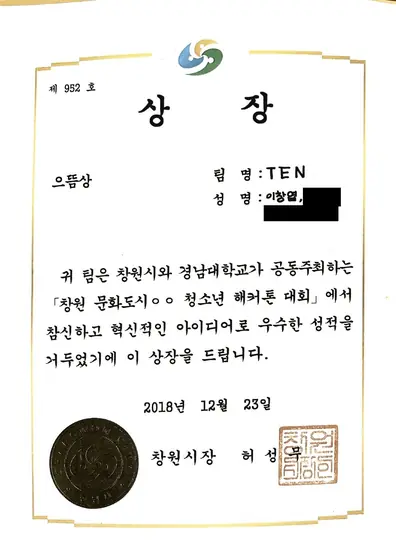 제 952 호
상 장
으뜸상
팀 명 : TEN
성 명 : 이창엽,
귀 팀은 창원시와 경남대학교가 공동주최하는
「창원 문화도시○○ 청소년 해커톤 대회」에서
참신하고 혁신적인 아이디어로 우수한 성적을
거두었기에 이 상장을 드립니다.
2018년 12월 23일
창원시장 허성무